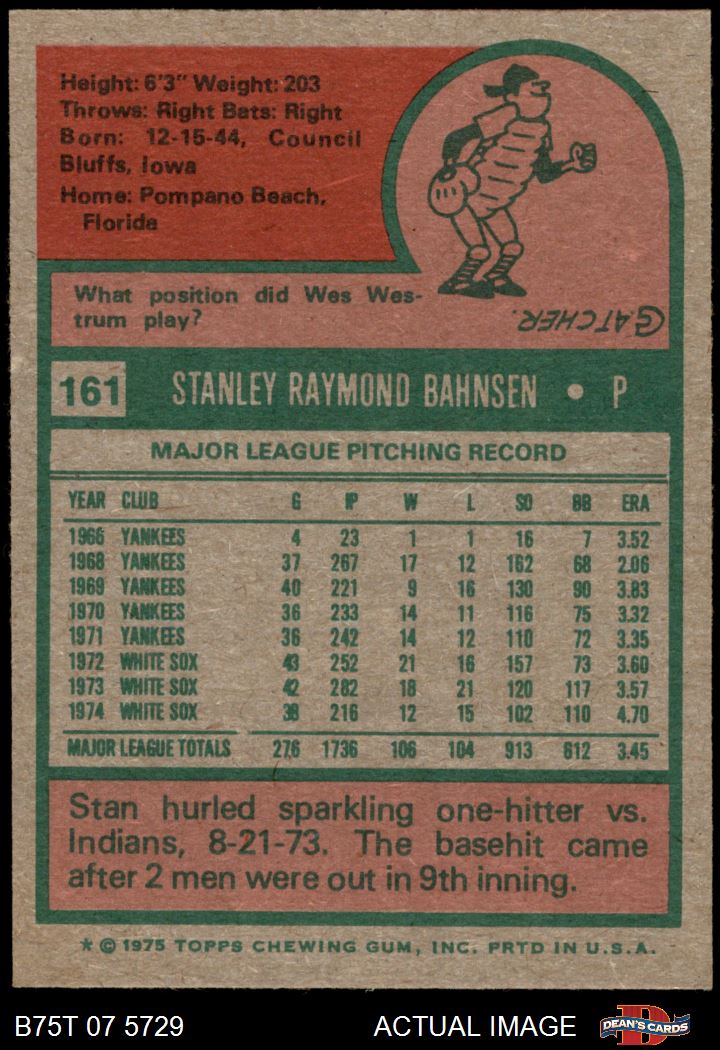 Height: 6'3" Weight: 203
Throws: Right Bats: Right
Born: 12-15-44, Council
Bluffs, Iowa
Home: Pompano Beach,
Florida
What position did Wes Wes-
trum play?
CATCHER.
161 STANLEY RAYMOND BAHNSEN • P
MAJOR LEAGUE PITCHING RECORD
YEAR CLUB G IP W L SO BB ERA
1966 YANKEES 4 23 1 1 16 7 3.52
1968 YANKEES 37 267 17 12 162 68 2.06
1969 YANKEES 40 221 9 16 130 90 3.83
1970 YANKEES 36 233 14 11 116 75 3.32
1971 YANKEES 36 242 14 12 110 72 3.35
1972 WHITE SOX 43 252 21 16 157 73 3.60
1973 WHITE SOX 42 282 18 21 120 117 3.57
1974 WHITE SOX 38 216 12 15 102 110 4.70
MAJOR LEAGUE TOTALS 276 1736 106 104 913 612 3.45
Stan hurled sparkling one-hitter vs.
Indians, 8-21-73. The basehit came
after 2 men were out in 9th inning.
* © 1975 TOPPS CHEWING GUM, INC. PRTD IN U.S.A.
B75T 07 5729 ACTUAL IMAGE DEAN'S CARDS